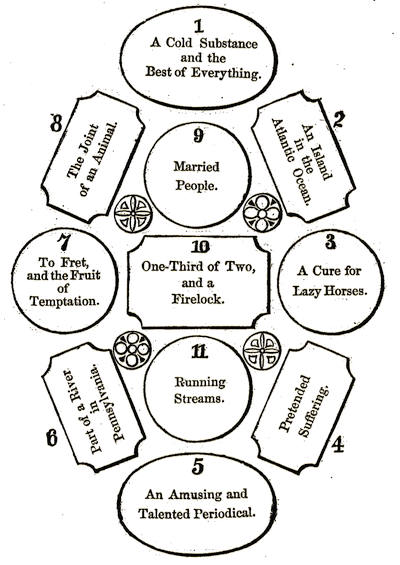 1
A Cold Substance
and the
Best of Everything.
2
An Island
in the
Atlantic Ocean.
3
A Cure for
Lazy Horses.
4
Pretended
Suffering.
5
An Amusing and
Talented Periodical.
6
Part of a River
in
Pennsylvania.
7
To Fret,
and the Fruit
of Temptation.
8
The Joint
of an Animal.
9
Married
People.
10
One-Third of Two,
and a
Firelock.
11
Running
Streams.